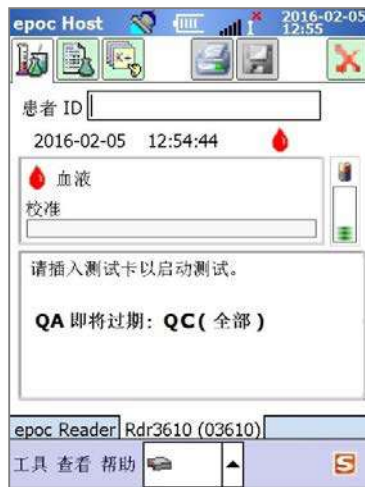 epoc Host
2016-02-05
12:55
K+
患者 ID
2016-02-05 12:54:44
血液
校准
请插入测试卡以启动测试。
QA 即将过期: QC( 全部 )
epoc Reader Rdr3610 (03610)
工具 查看 帮助
S